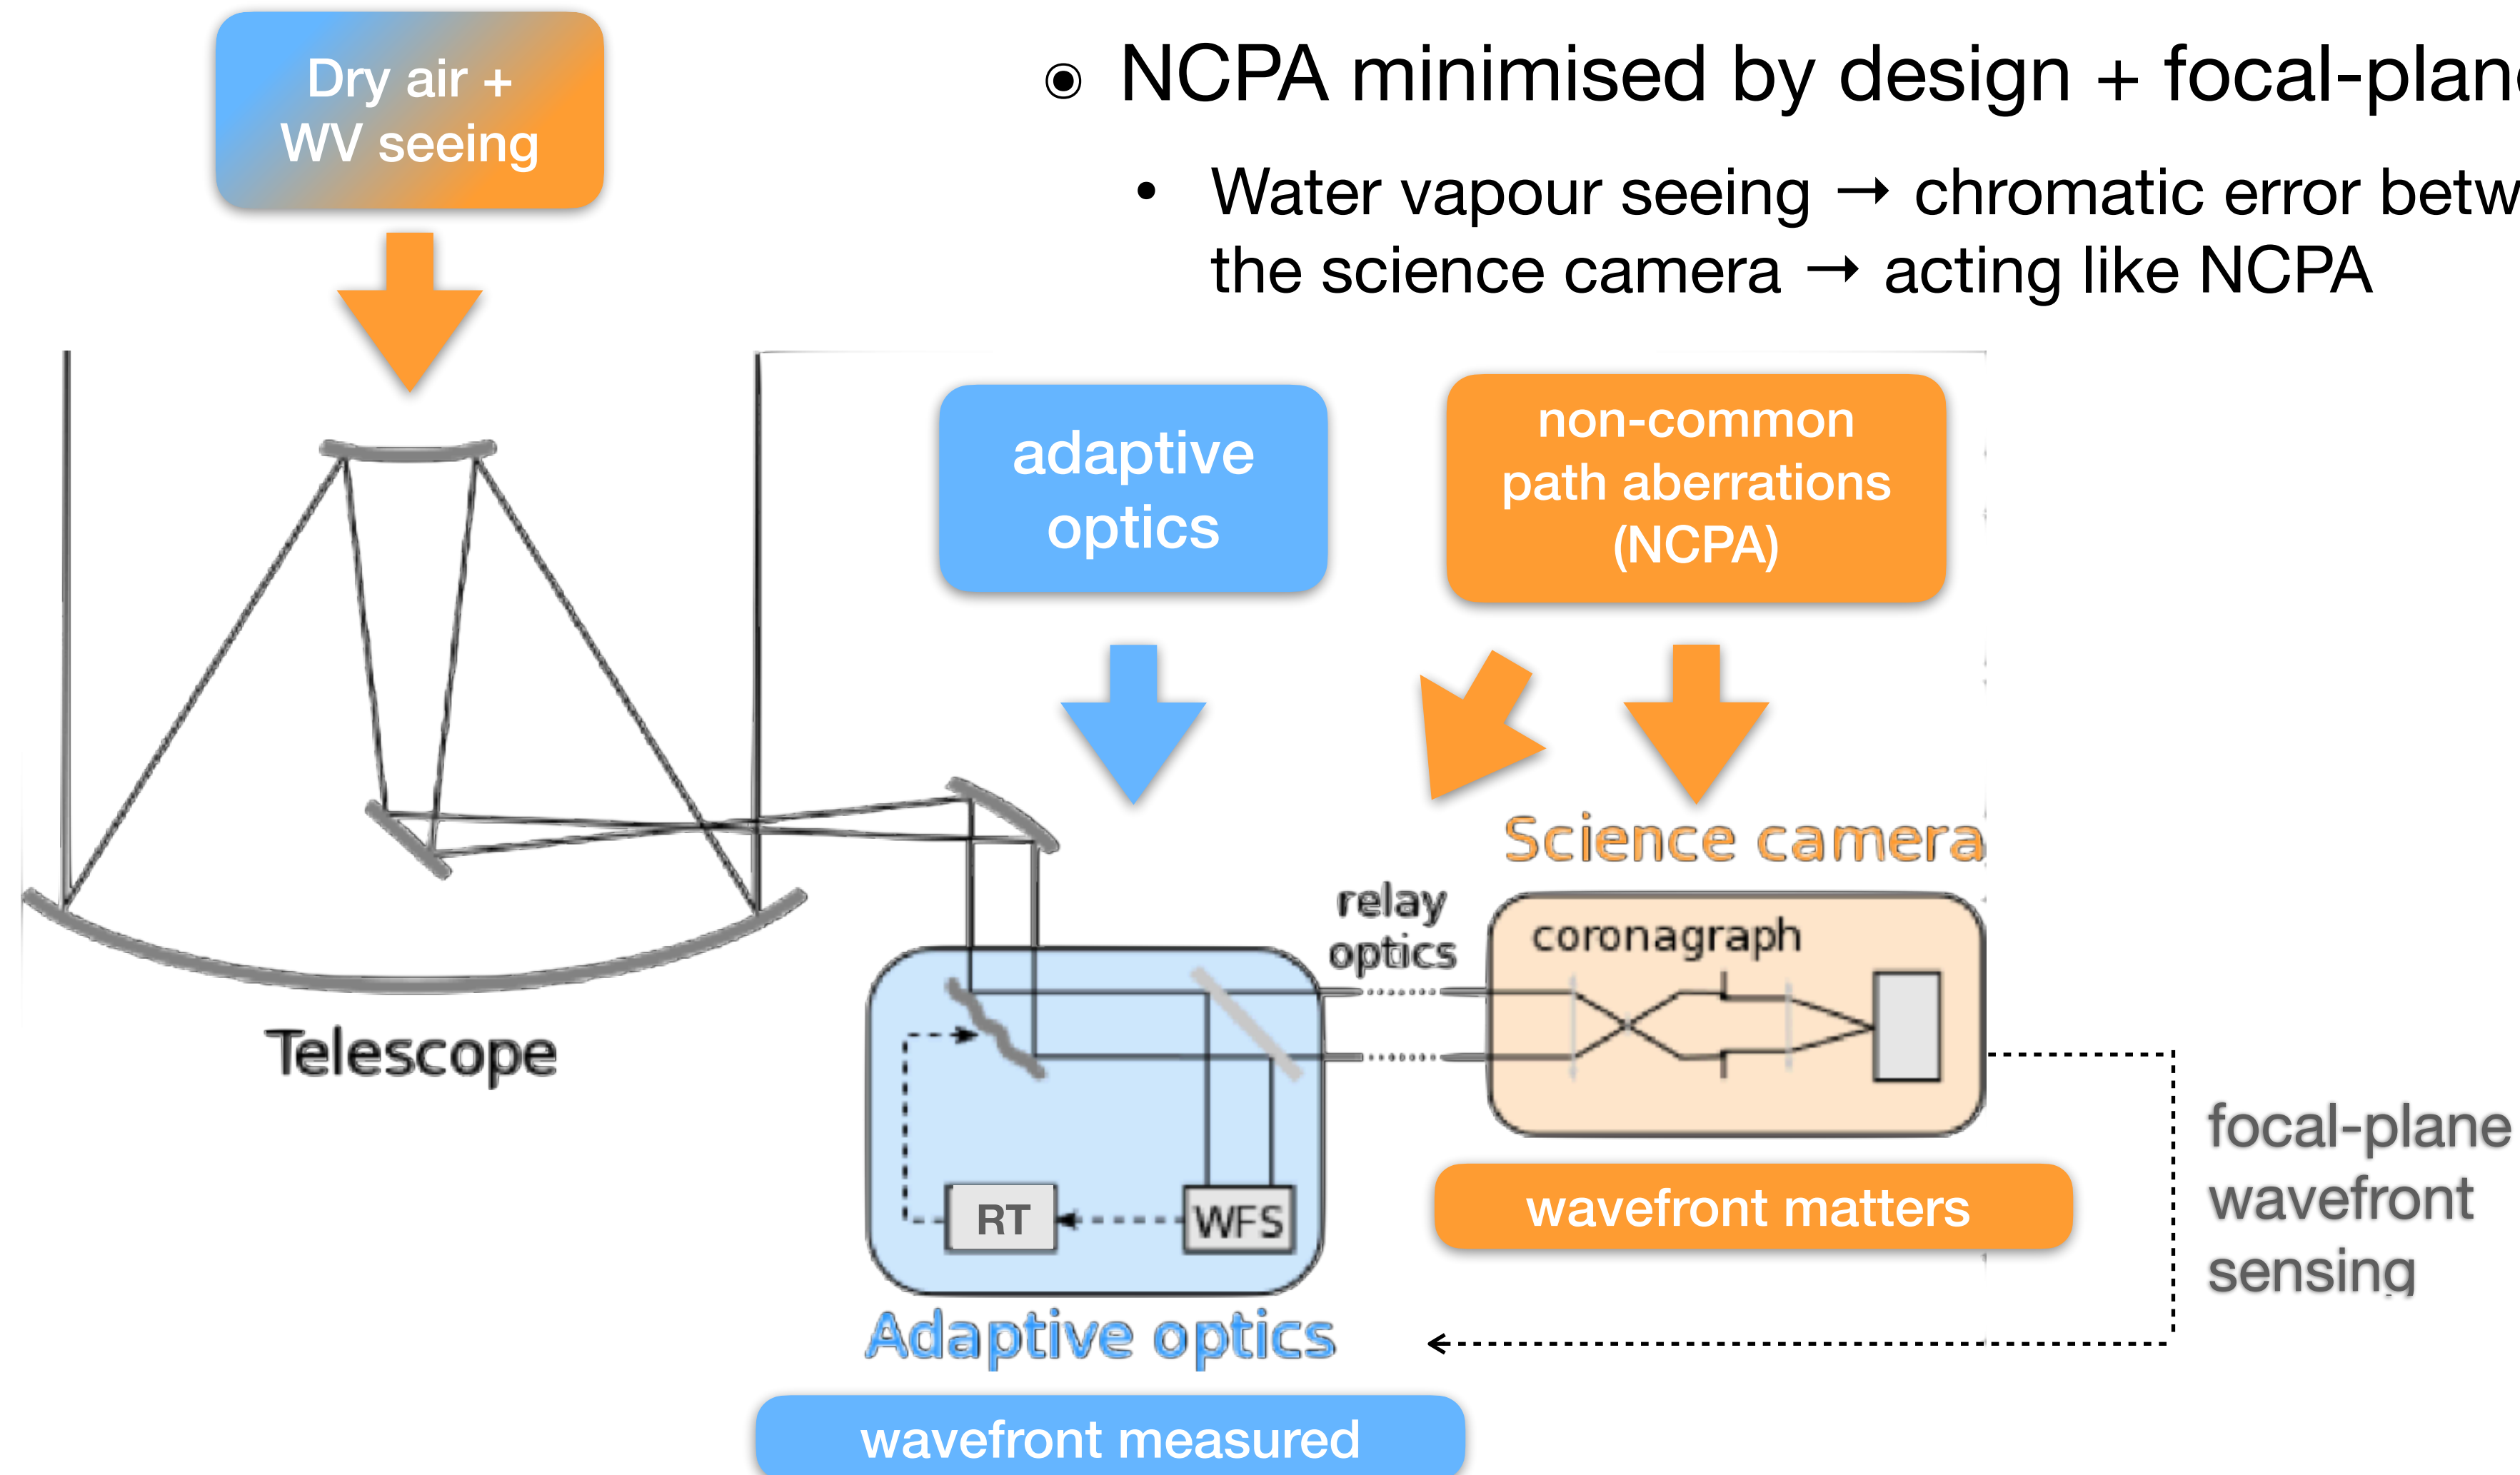 Dry air +
WV seeing
◉ NCPA minimised by design + focal-plan
• Water vapour seeing → chromatic error betw
the science camera → acting like NCPA
adaptive
optics
non-common
path aberrations
(NCPA)
Science camera
relay
optics
coronagraph
Telescope
RT
WFS
wavefront matters
focal-plane
wavefront
sensing
Adaptive optics
wavefront measured